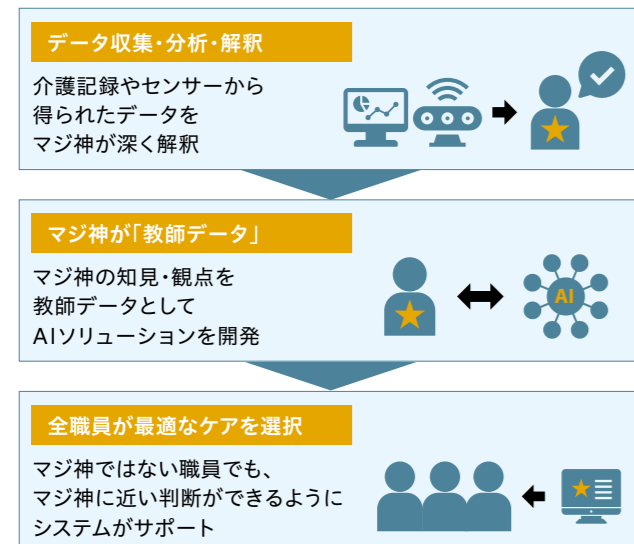 データ収集・分析・解釈
介護記録やセンサーから
得られたデータを
マジ神が深く解釈
マジ神が「教師データ」
マジ神の知見・観点を
教師データとして
AIソリューションを開発
AI
全職員が最適なケアを選択
マジ神ではない職員でも、
マジ神に近い判断ができるように
システムがサポート